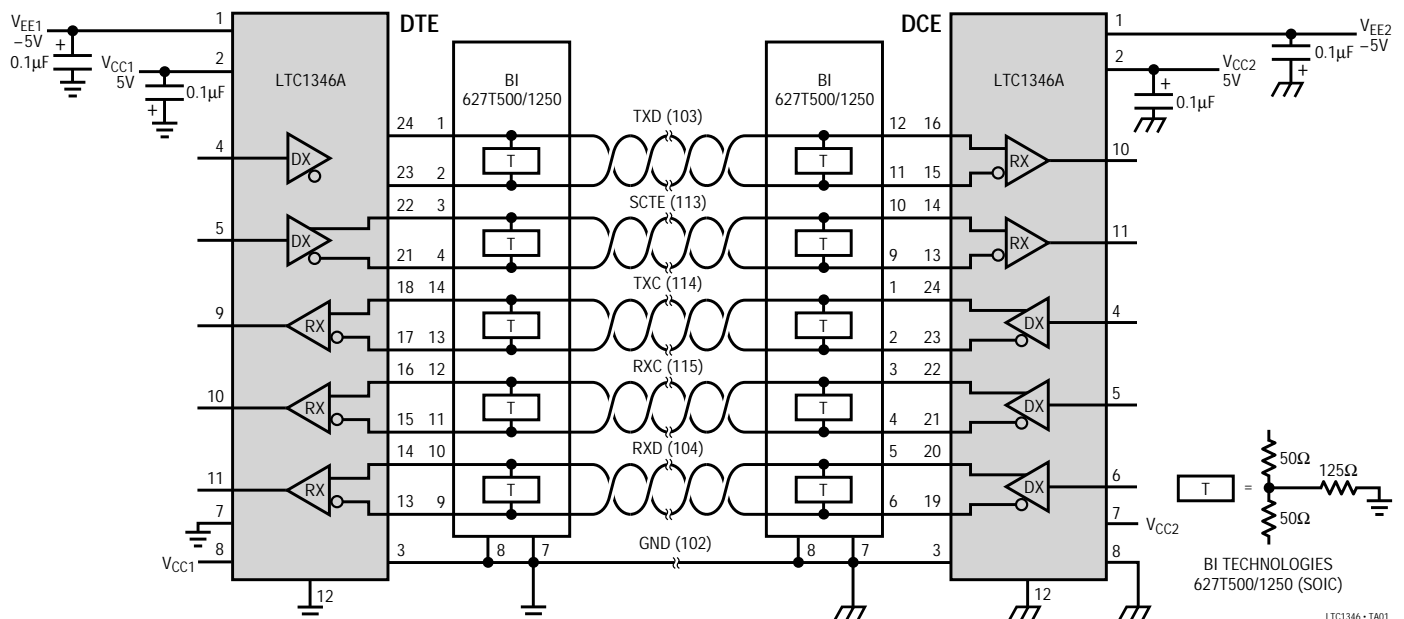 VEE1
–5V
0.1µF
+
1
VCC1
5V
2
0.1µF
+
DTE
LTC1346A
BI
627T500/1250
DCE
BI
627T500/1250
LTC1346A
1
VEE2
–5V
0.1µF
+
2
VCC2
5V
+
0.1µF
4
DX
24 1
T
TXD (103)
T
12 16
RX
10
23 2
11 15
5
DX
22 3
T
SCTE (113)
T
10 14
RX
11
21 4
9 13
9
RX
18 14
T
TXC (114)
T
1 24
DX
4
17 13
2 23
10
RX
16 12
T
RXC (115)
T
3 22
DX
5
15 11
4 21
11
RX
14 10
T
RXD (104)
T
5 20
DX
6
13 9
6 19
7
7
VCC2
VCC1
8
3
8
7
GND (102)
8
7
3
8
12
12
T
=
50Ω
125Ω
50Ω
BI TECHNOLOGIES
627T500/1250 (SOIC)
LTC1346 • TA01